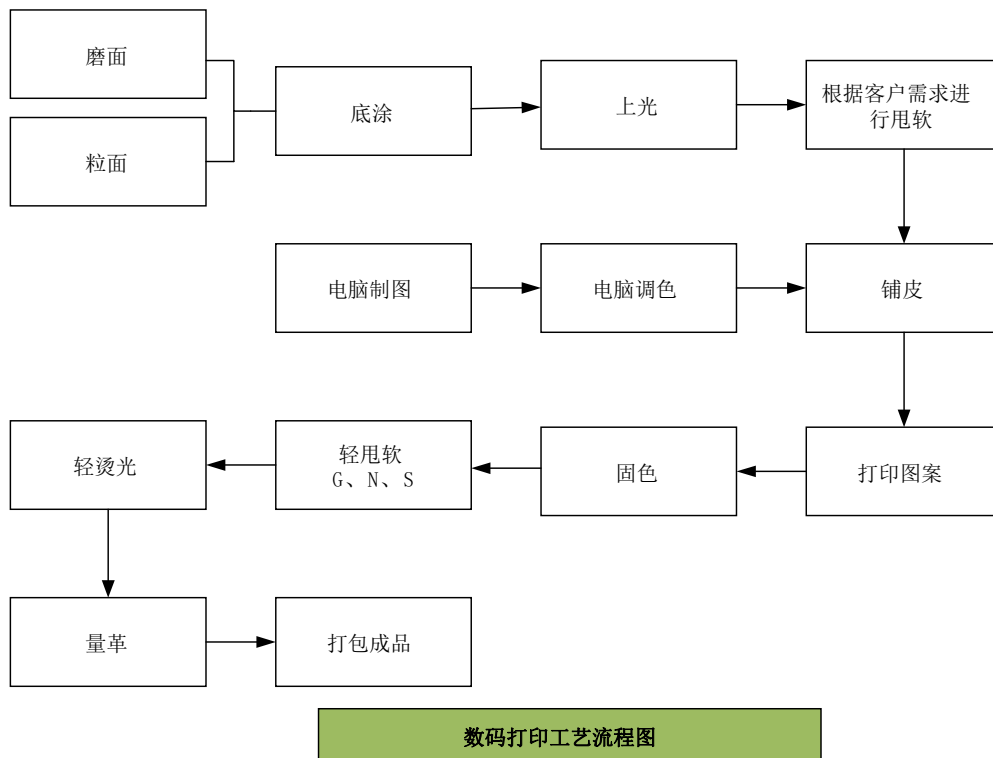 磨面
粒面
底涂
上光
根据客户需求进
行甩软
电脑制图
电脑调色
铺皮
轻烫光
轻甩软
G、N、S
固色
打印图案
量革
打包成品
数码打印工艺流程图